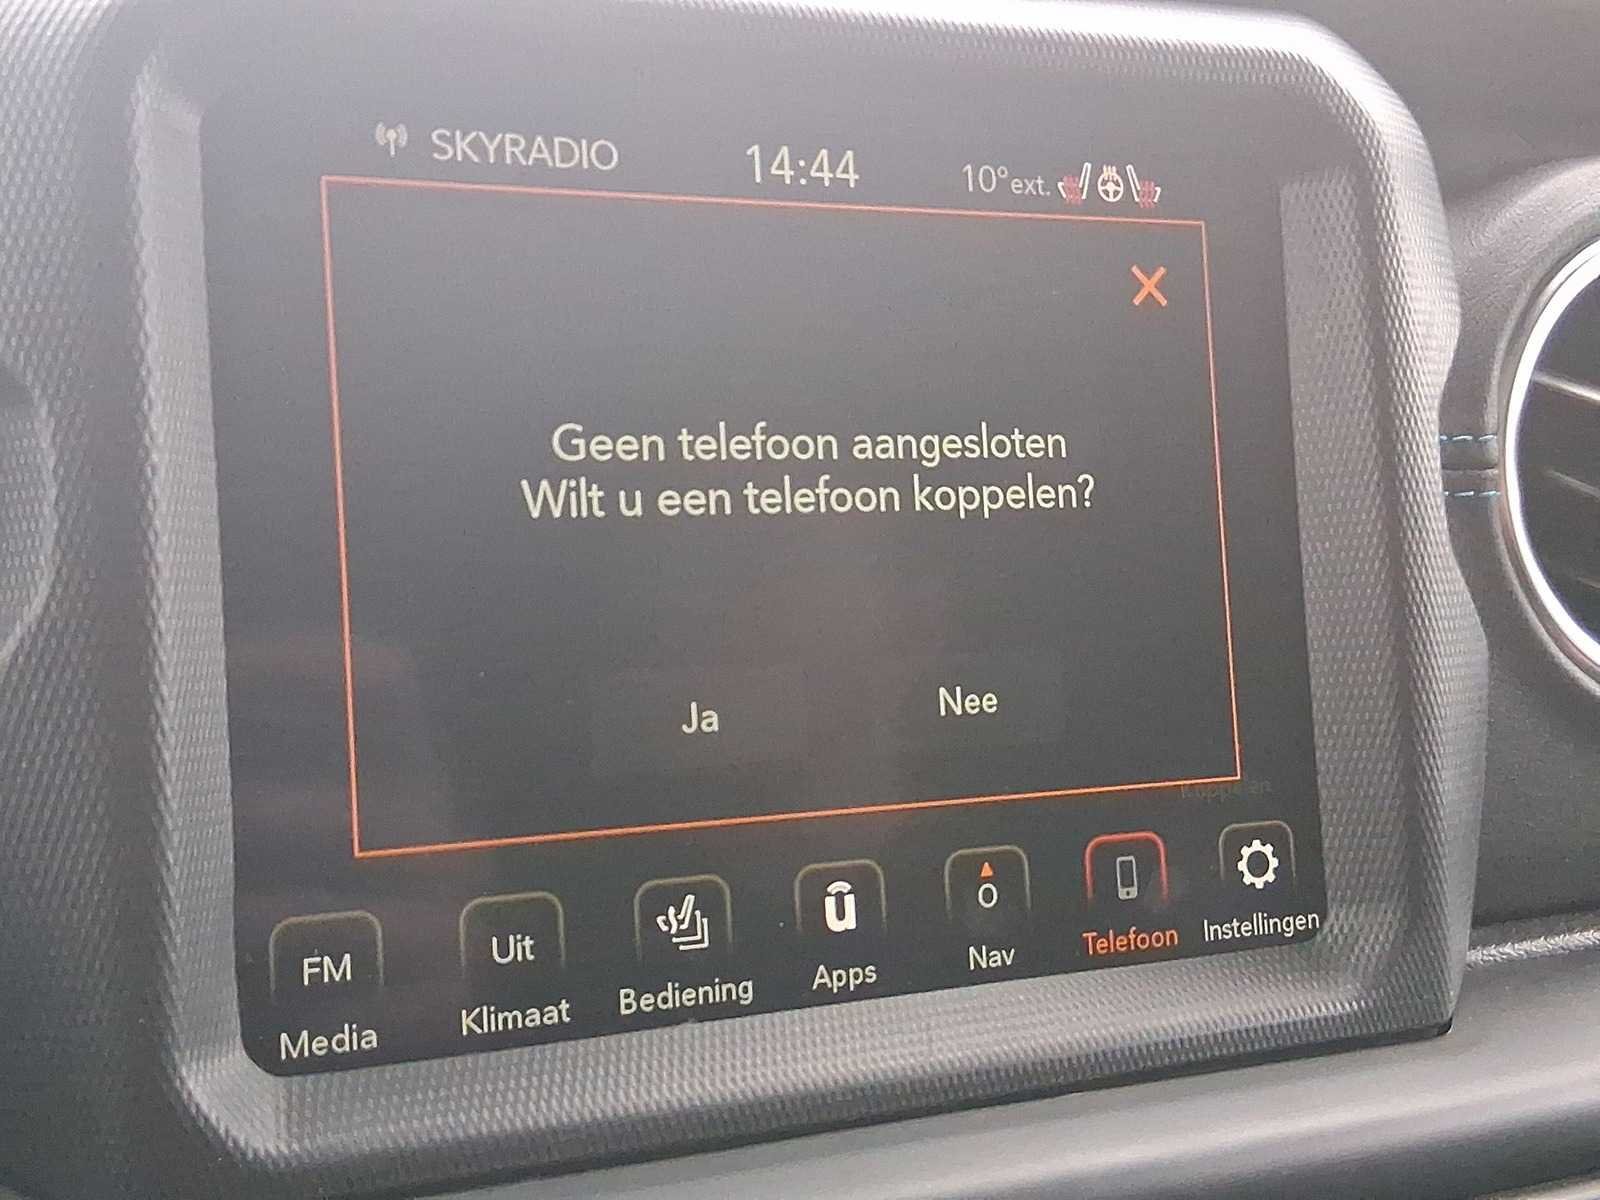 SKYRADIO 14:44 10° ext.
Geen telefoon aangesloten
Wilt u een telefoon koppelen?
Ja Nee
Koppelen
FM Uit
Media Klimaat Bediening Apps Nav Telefoon Instellingen